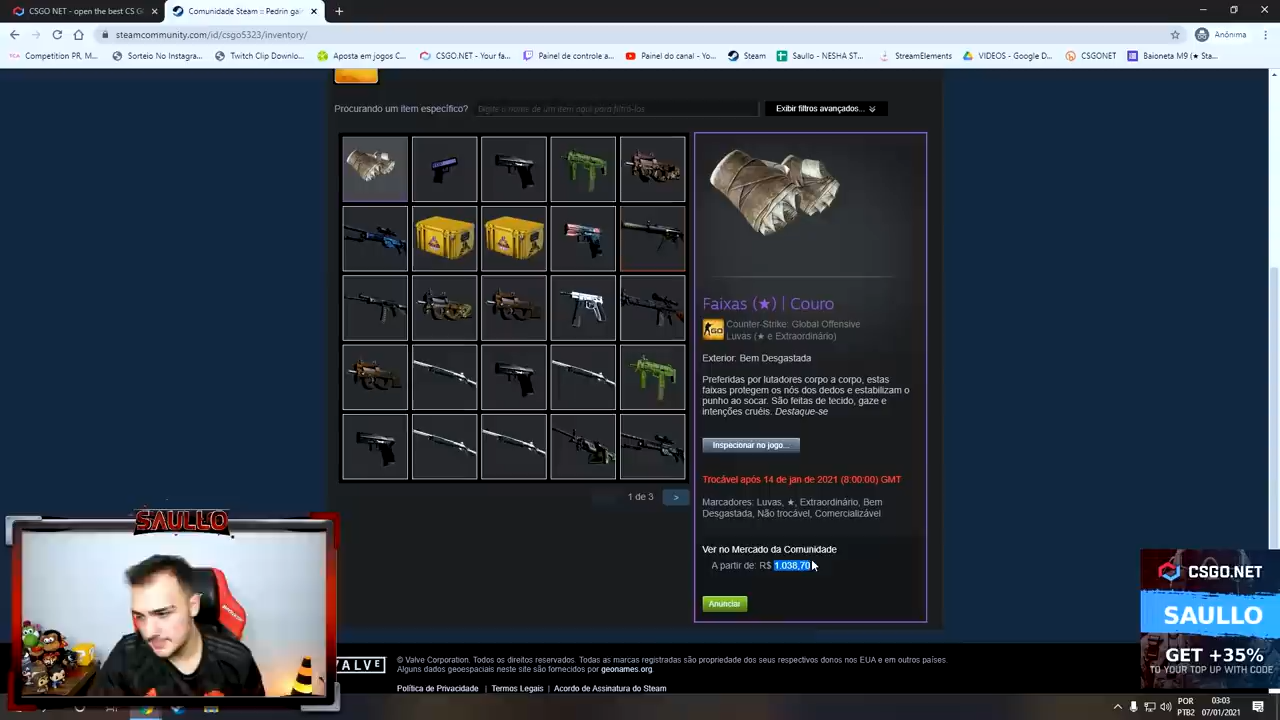 CSGO NET - open the best CS G
Comunidade Steam :: Pedrin gai
steamcommunity.com/id/csgo5323/inventory/
Anônima
Competition PR, M...
Sorteio No Instagra...
Twitch Clip Downlo...
Aposta em jogos C...
CSGO.NET - Your fa...
Painel de controle a...
Painel do canal - Yo...
Steam
Saullo - NESHA ST...
StreamElements
VIDEOS - Google D...
CSGONET
Baioneta M9 (★ Sta...
Procurando um item específico?
Digite o nome de um item aqui para filtrá-los
Exibir filtros avançados...
Faixas (★) | Couro
Counter-Strike: Global Offensive
Luvas (★ e Extraordinário)
Exterior: Bem Desgastada
Preferidas por lutadores corpo a corpo, estas
faixas protegem os nós dos dedos e estabilizam o
punho ao socar. São feitas de tecido, gaze e
intenções cruéis. Destaque-se
Inspecionar no jogo...
Trocável após 14 de jan de 2021 (8:00:00) GMT
Marcadores: Luvas, ★, Extraordinário, Bem
Desgastada, Não trocável, Comercializável
Ver no Mercado da Comunidade
A partir de: R$ 1.038,70
Anunciar
1 de 3
>
SAULLO
CSGO.NET
SAULLO
GET +35%
TO YOUR TOP UP WITH CODE
VALVE
© Valve Corporation. Todos os direitos reservados. Todas as marcas registradas são propriedade dos seus respectivos donos nos EUA e em outros países.
Alguns dados geoespaciais neste site são fornecidos por geonames.org.
Política de Privacidade | Termos Legais | Acordo de Assinatura do Steam
POR
PTB2
03:03
07/01/2021